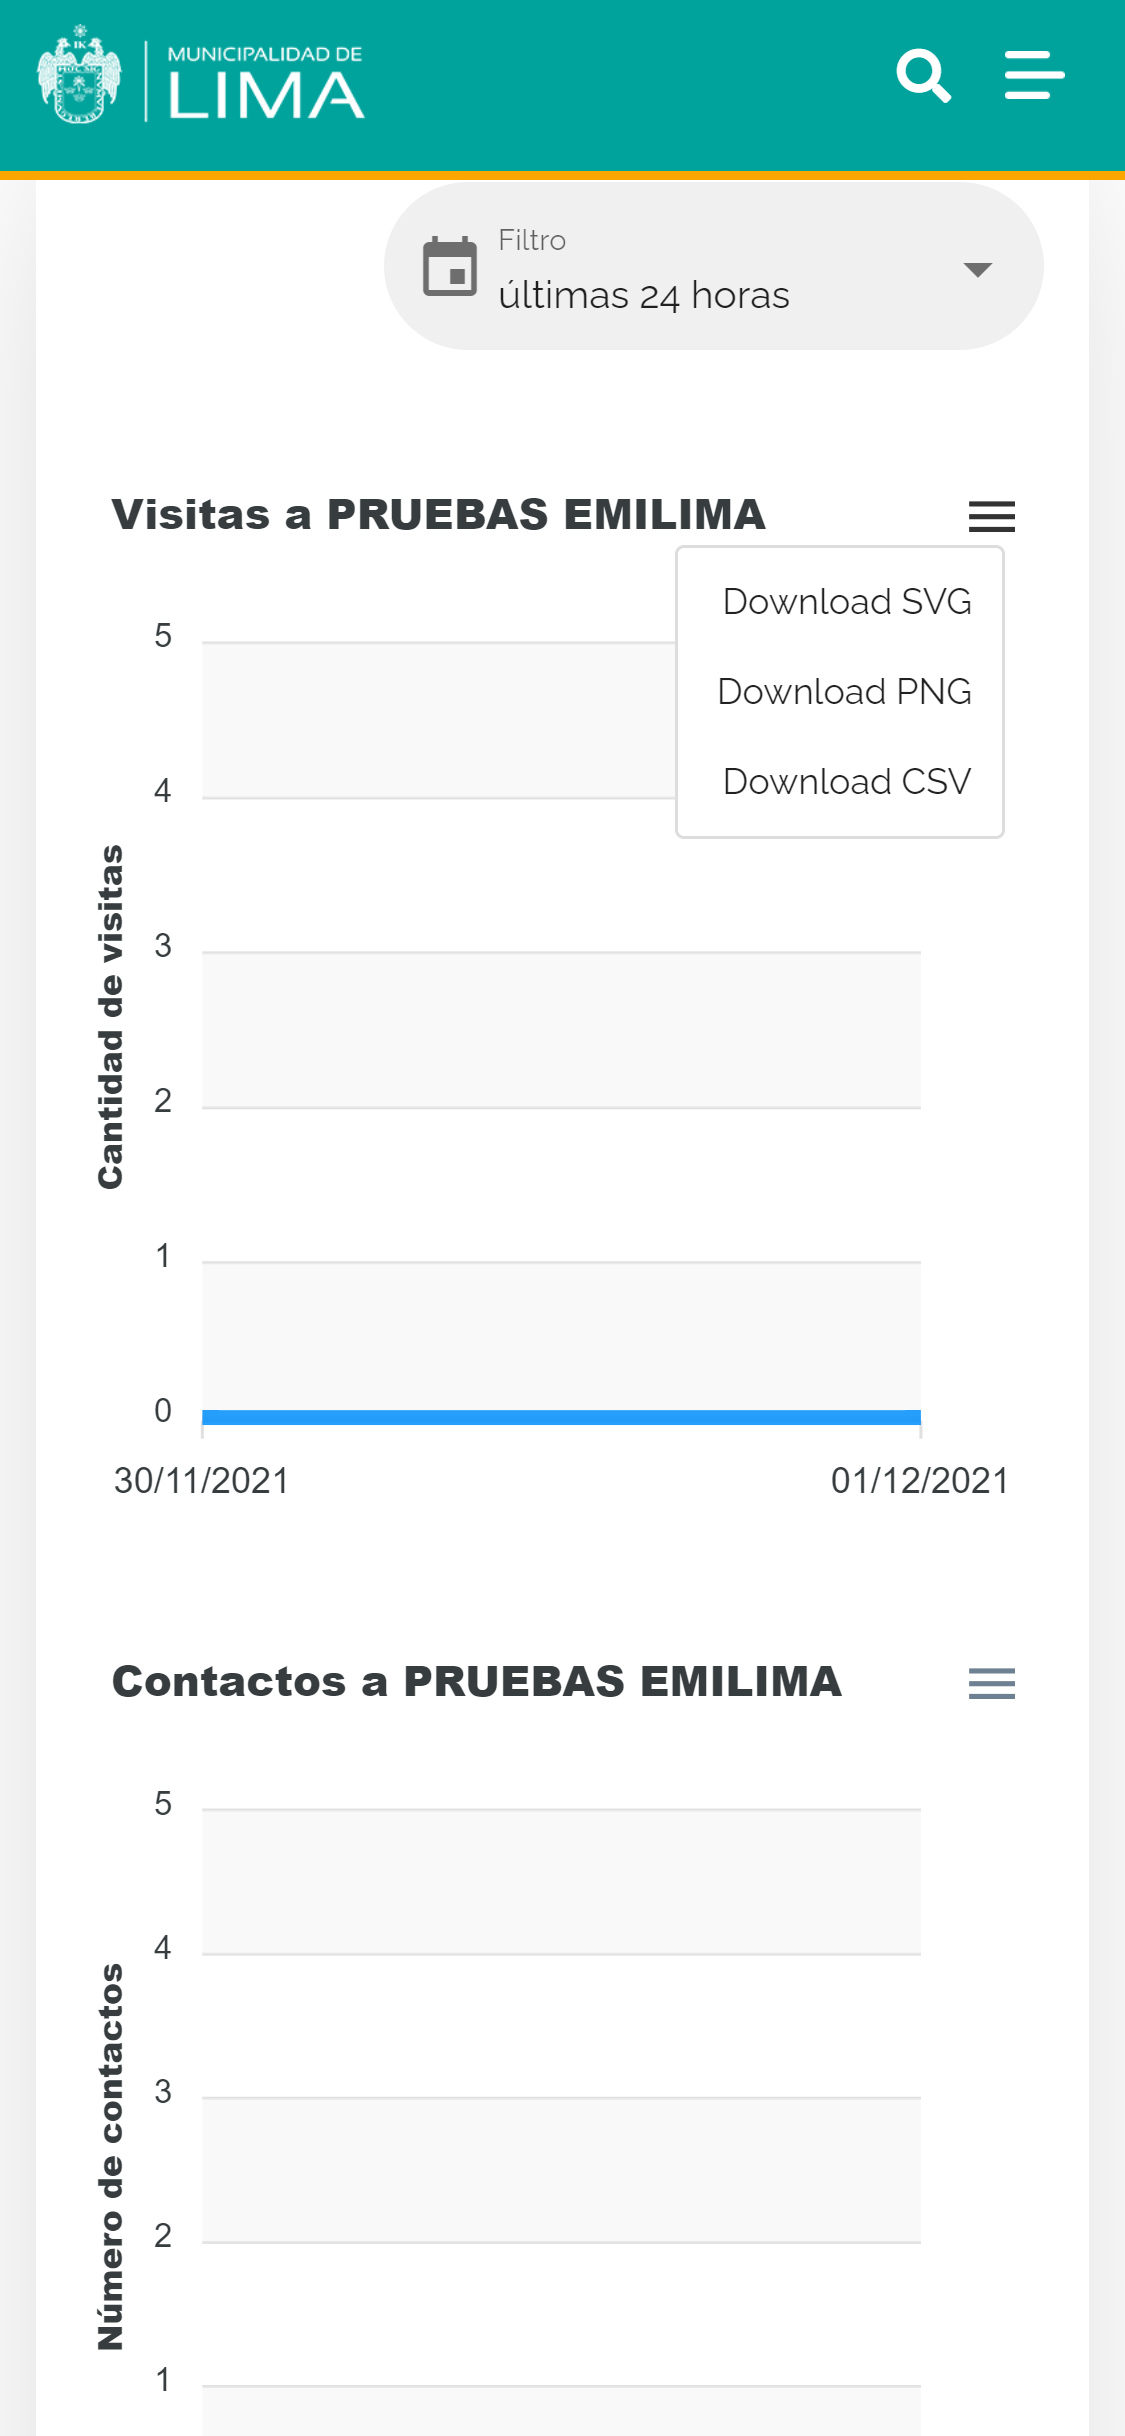 MUNICIPALIDAD DE
LIMA
Filtro
últimas 24 horas
Visitas a PRUEBAS EMILIMA
Download SVG
Download PNG
Download CSV
5
4
3
2
1
0
Cantidad de visitas
30/11/2021
01/12/2021
Contactos a PRUEBAS EMILIMA
5
4
3
2
1
Número de contactos